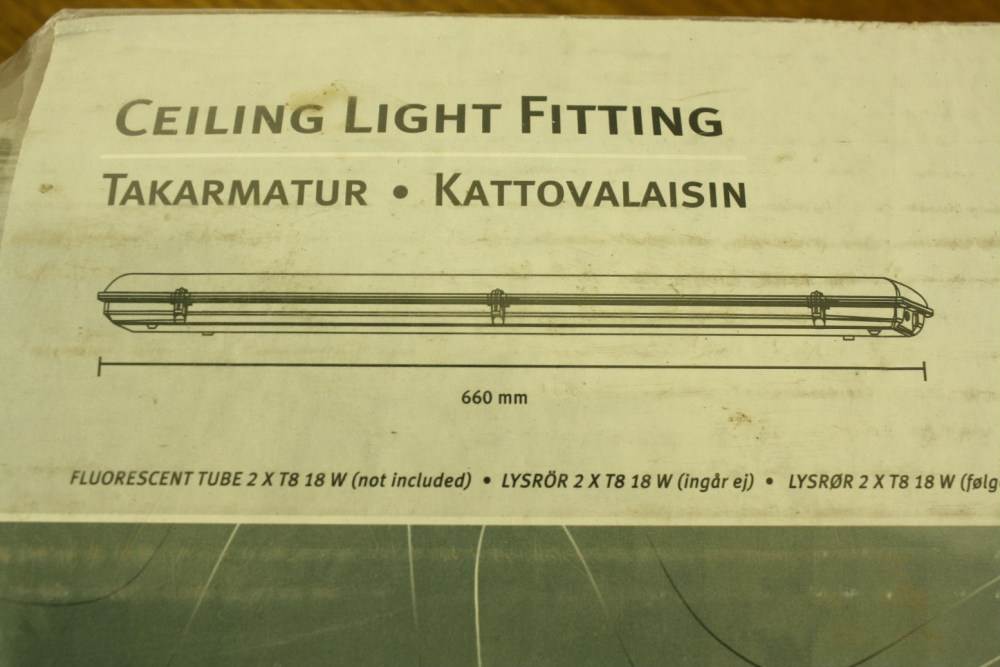 CEILING LIGHT FITTING
TAKARMATUR • KATTOVALAISIN
660 mm
FLUORESCENT TUBE 2 X T8 18 W (not included) • LYSRÖR 2 X T8 18 W (ingår ej) • LYSRØR 2 X T8 18 W (følg